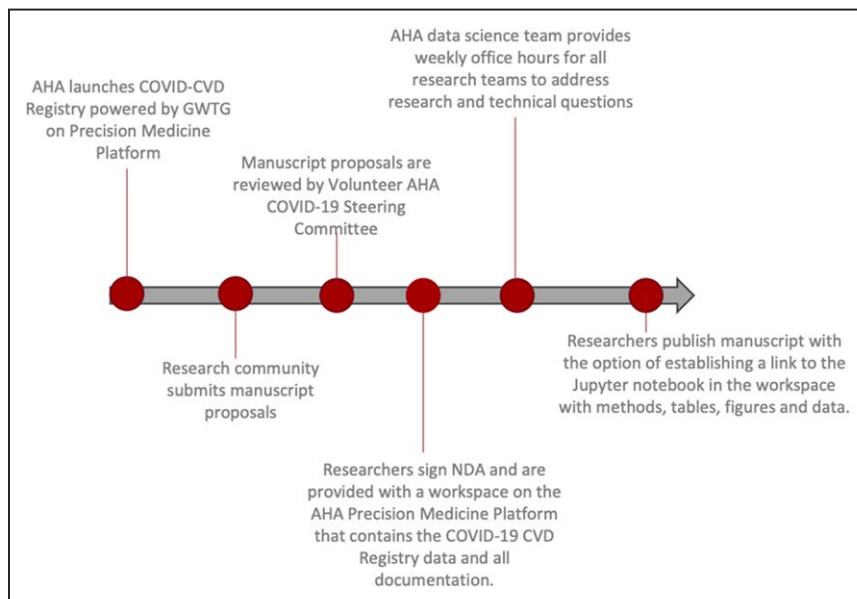 AHA launches COVID-CVD
Registry powered by GWTG
on Precision Medicine
Platform
Research community
submits manuscript
proposals
Manuscript proposals are
reviewed by Volunteer AHA
COVID-19 Steering
Committee
Researchers sign NDA and are
provided with a workspace on the
AHA Precision Medicine Platform
that contains the COVID-19 CVD
Registry data and all
documentation.
AHA data science team provides
weekly office hours for all
research teams to address
research and technical questions
Researchers publish manuscript with
the option of establishing a link to the
Jupyter notebook in the workspace
with methods, tables, figures and data.